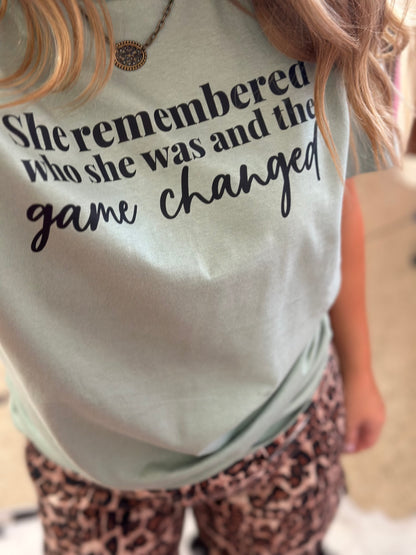 She remembered
who she was and the
game changed